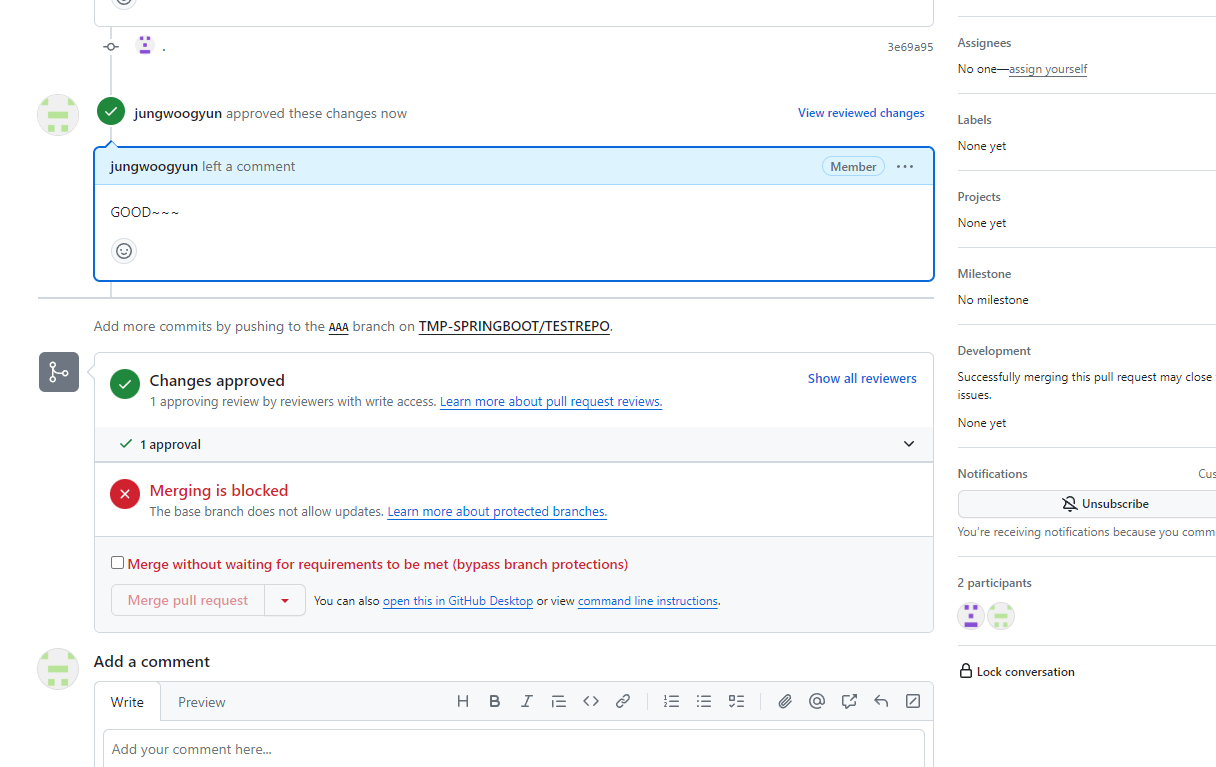 . 3e69a95
jungwoogyun approved these changes now View reviewed changes
jungwoogyun left a comment Member ...
GOOD~~~
Add more commits by pushing to the AAA branch on TMP-SPRINGBOOT/TESTREPO.
Changes approved Show all reviewers
1 approving review by reviewers with write access. Learn more about pull request reviews.
1 approval
Merging is blocked
The base branch does not allow updates. Learn more about protected branches.
Merge without waiting for requirements to be met (bypass branch protections)
Merge pull request You can also open this in GitHub Desktop or view command line instructions.
Add a comment
Write Preview
Add your comment here...
Assignees
No one—assign yourself
Labels
None yet
Projects
None yet
Milestone
No milestone
Development
Successfully merging this pull request may close
issues.
None yet
Notifications Cus
Unsubscribe
You're receiving notifications because you comm
2 participants
Lock conversation